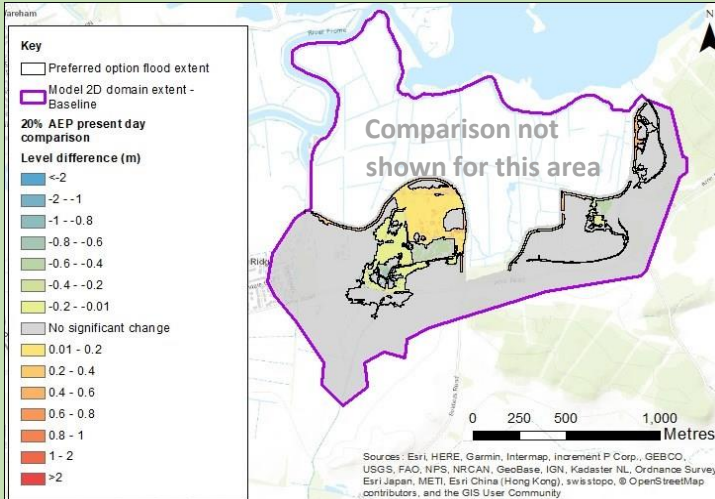 Wareham
River Frome
N
Key
Preferred option flood extent
Model 2D domain extent -
Baseline
20% AEP present day
comparison
Level difference (m)
<-2
-2 - -1
-1 - -0.8
-0.8 - -0.6
-0.6 - -0.4
-0.4 - -0.2
-0.2 - -0.01
No significant change
0.01 - 0.2
0.2 - 0.4
0.4 - 0.6
0.6 - 0.8
0.8 - 1
1 - 2
>2
Comparison not
shown for this area
Ridg
0 250 500 1,000
Metres
Sources: Esri, HERE, Garmin, Intermap, increment P Corp., GEBCO,
USGS, FAO, NPS, NRCAN, GeoBase, IGN, Kadaster NL, Ordnance Survey,
Esri Japan, METI, Esri China (Hong Kong), swisstopo, © OpenStreetMap
contributors, and the GIS User Community